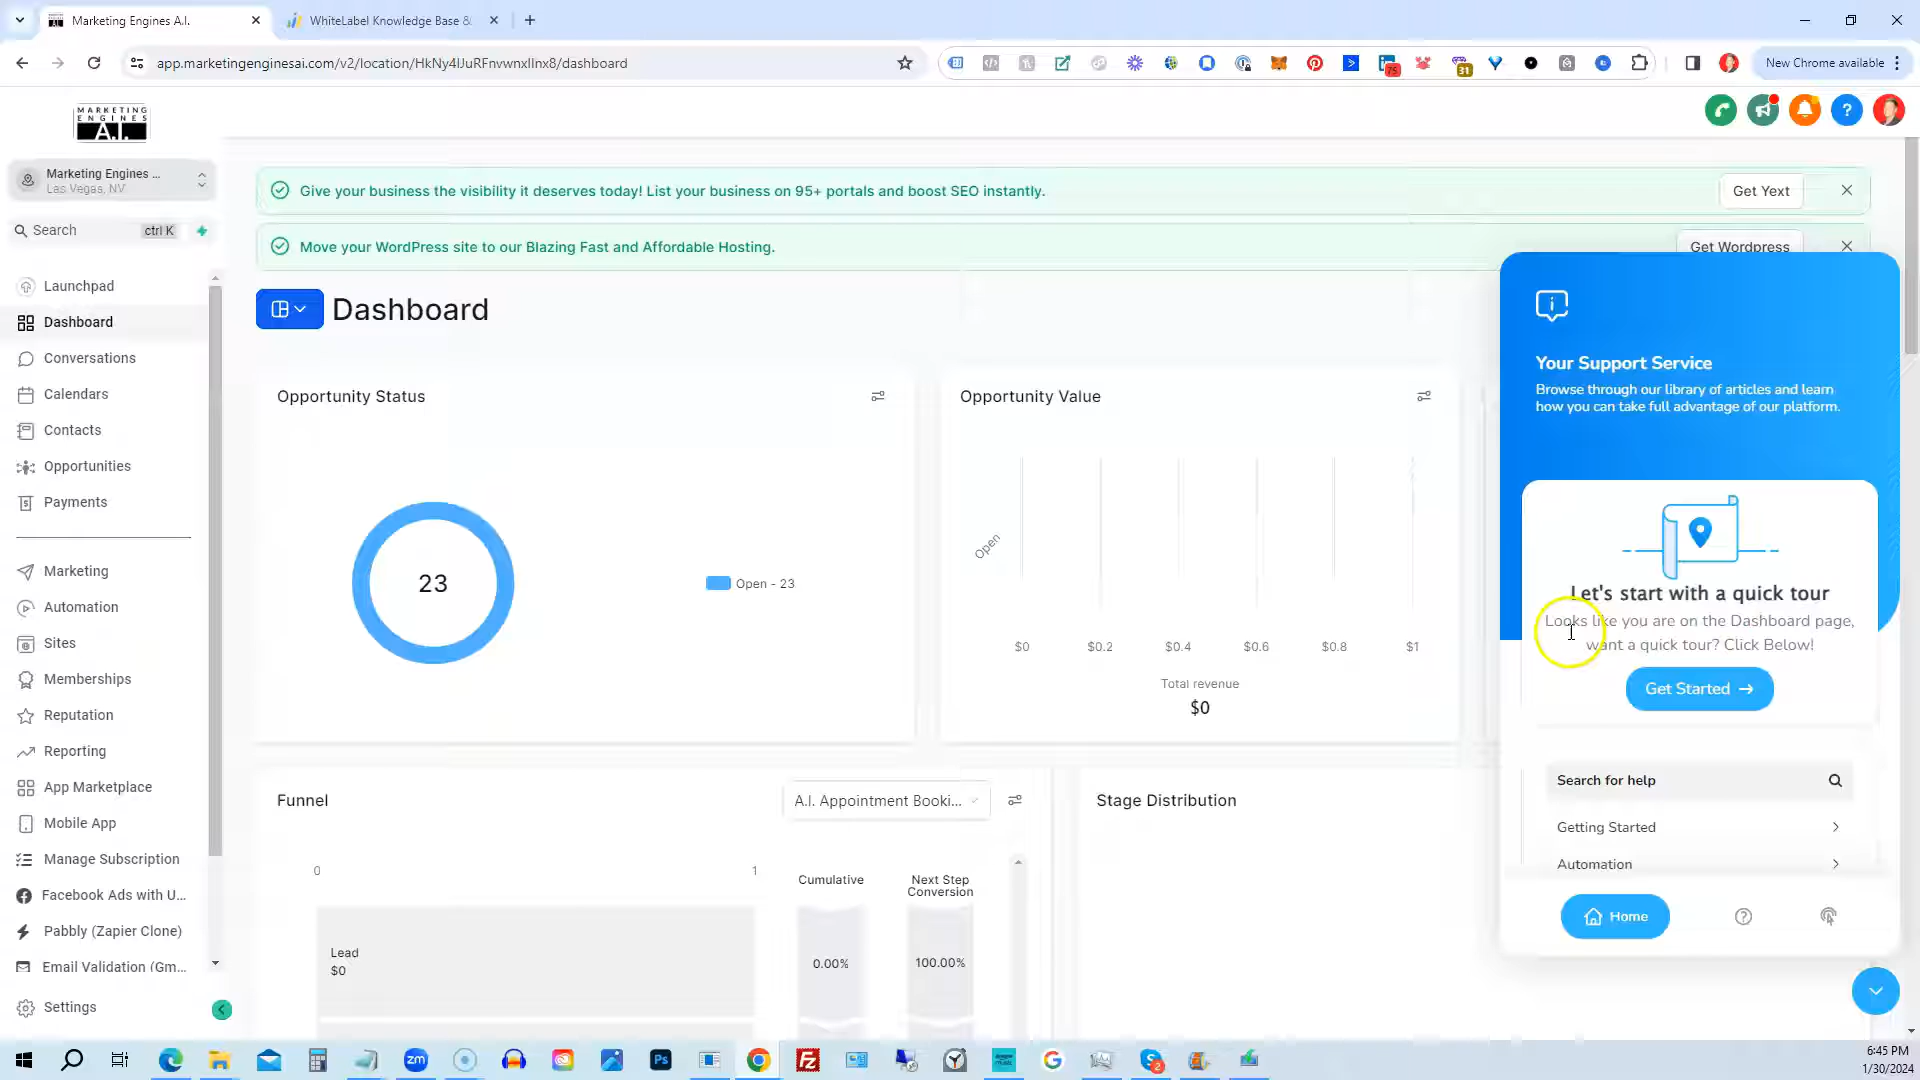 Marketing Engines A.I.
WhiteLabel Knowledge Base &
app.marketingenginesai.com/v2/location/HkNy4lJuRFnvwnxlInx8/dashboard
75
31
New Chrome available
MARKETING
ENGINES
A.I.
Marketing Engines ...
Las Vegas, NV
Search
ctrl K
Launchpad
Dashboard
Conversations
Calendars
Contacts
Opportunities
Payments
Marketing
Automation
Sites
Memberships
Reputation
Reporting
App Marketplace
Mobile App
Manage Subscription
Facebook Ads with U...
Pabbly (Zapier Clone)
Email Validation (Gm...
Settings
Give your business the visibility it deserves today! List your business on 95+ portals and boost SEO instantly.
Get Yext
Move your WordPress site to our Blazing Fast and Affordable Hosting.
Get Wordpress
Dashboard
Opportunity Status
23
Open - 23
Opportunity Value
Open
$0 $0.2 $0.4 $0.6 $0.8 $1
Total revenue
$0
Funnel
A.I. Appointment Booki...
0 1
Cumulative
Next Step
Conversion
Lead
$0
0.00%
100.00%
Stage Distribution
Your Support Service
Browse through our library of articles and learn
how you can take full advantage of our platform.
Let's start with a quick tour
Looks like you are on the Dashboard page,
want a quick tour? Click Below!
Get Started
Search for help
Getting Started
Automation
Home
zm
Ps
2
6:45 PM
1/30/2024